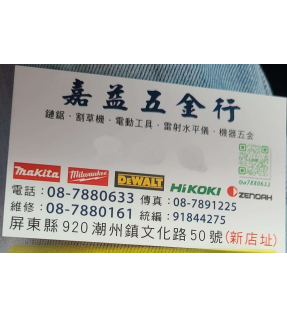 嘉益五金行
鏈鋸、割草機、電動工具、雷射水平儀、機器五金
@a7880633
makita Milwaukee DEWALT HiKOKI ZENOAH
電話：08-7880633 傳真：08-7891225
維修：08-7880161 統編：91844275
屏東縣920潮州鎮文化路50號(新店址)